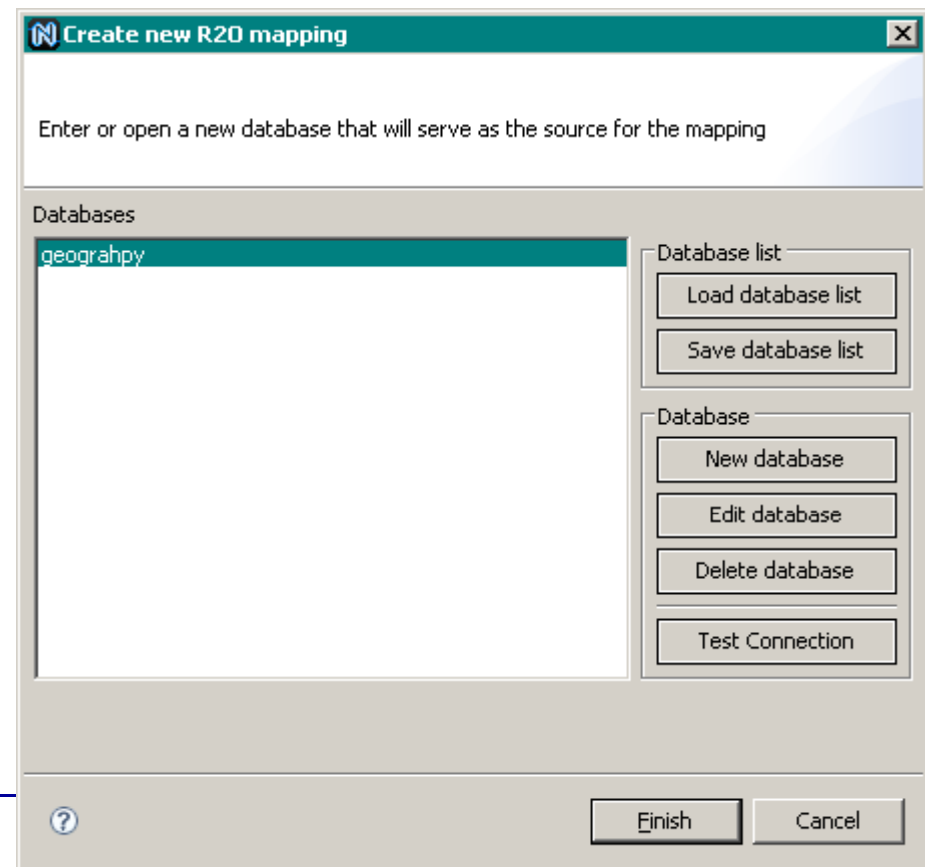 Create new R2O mapping
Enter or open a new database that will serve as the source for the mapping
Databases
geograhpy
Database list
Load database list
Save database list
Database
New database
Edit database
Delete database
Test Connection
?
Finish
Cancel